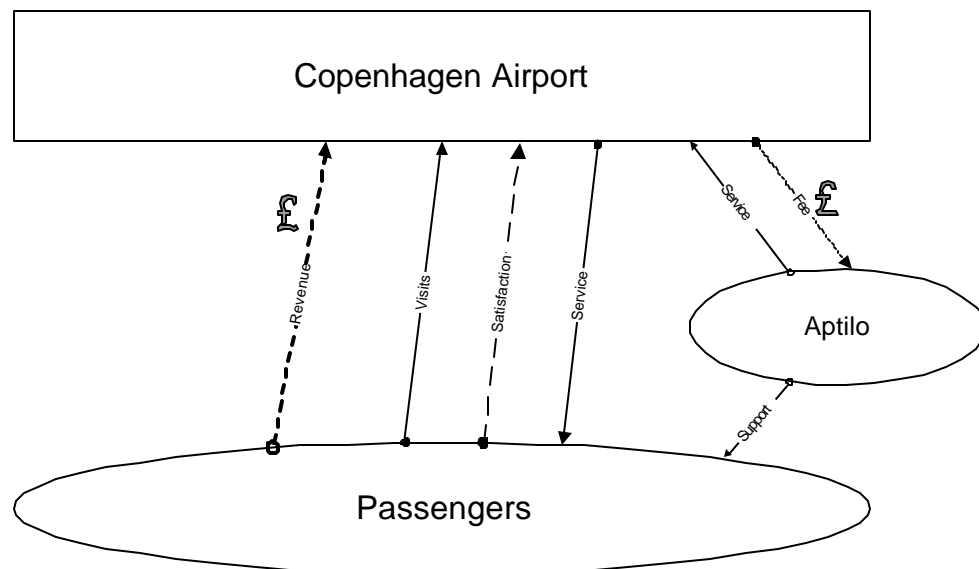 Copenhagen Airport
£
£
Revenue
Visits
Satisfaction
Service
Service
Fee
Aptilo
Support
Passengers